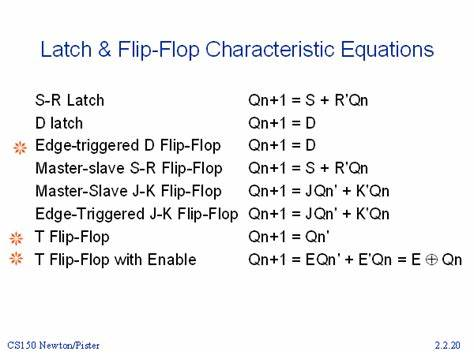 Latch & Flip-Flop Characteristic Equations
S-R Latch Qn+1 = S + R'Qn
D latch Qn+1 = D
Edge-triggered D Flip-Flop Qn+1 = D
Master-slave S-R Flip-Flop Qn+1 = S + R'Qn
Master-Slave J-K Flip-Flop Qn+1 = JQn' + K'Qn
Edge-Triggered J-K Flip-Flop Qn+1 = JQn' + K'Qn
T Flip-Flop Qn+1 = Qn'
T Flip-Flop with Enable Qn+1 = EQn' + E'Qn = E ⊕ Qn
CS150 Newton/Pister 2.2.20